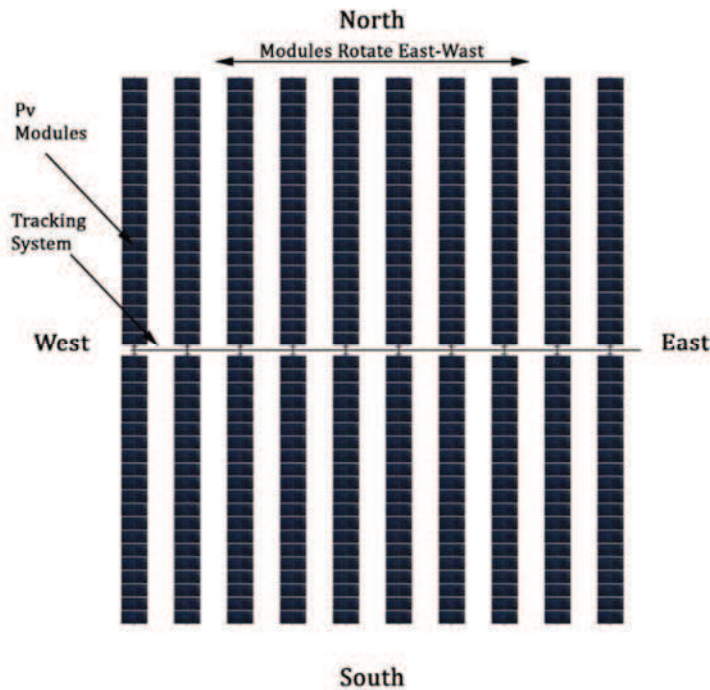 North
Modules Rotate East-Wast
Pv
Modules
Tracking
System
West
East
South